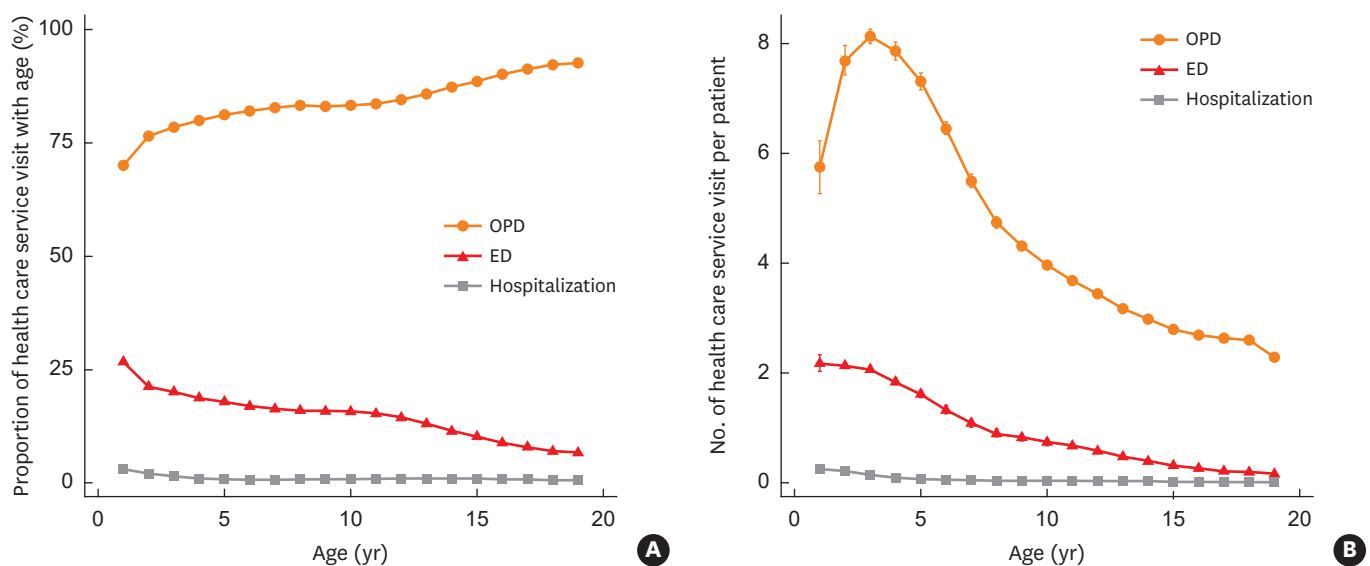 Proportion of health care service visit with age (%)
100
75
50
25
0
OPD
ED
Hospitalization
0 5 10 15 20
Age (yr)
A
No. of health care service visit per patient
8
6
4
2
0
OPD
ED
Hospitalization
0 5 10 15 20
Age (yr)
B